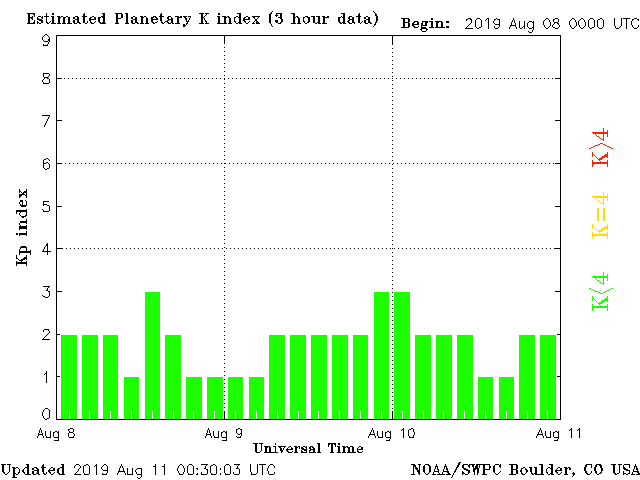 Estimated Planetary K index (3 hour data) Begin: 2019 Aug 08 0000 UTC
9
8
7
6
5
4
3
2
1
0
Kp index
K>4
K=4
K<4
Aug 8 Aug 9 Aug 10 Aug 11
Universal Time
Updated 2019 Aug 11 00:30:03 UTC NOAA/SWPC Boulder, CO USA